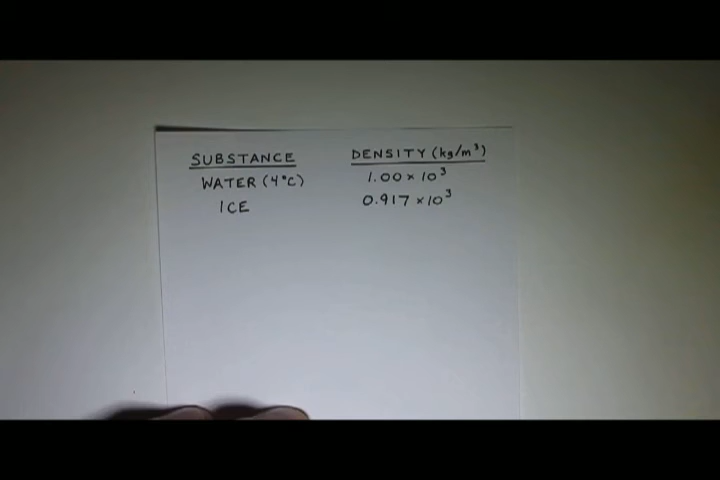 SUBSTANCE DENSITY (kg/m³)
WATER (4°C) 1.00 × 10³
ICE 0.917 × 10³